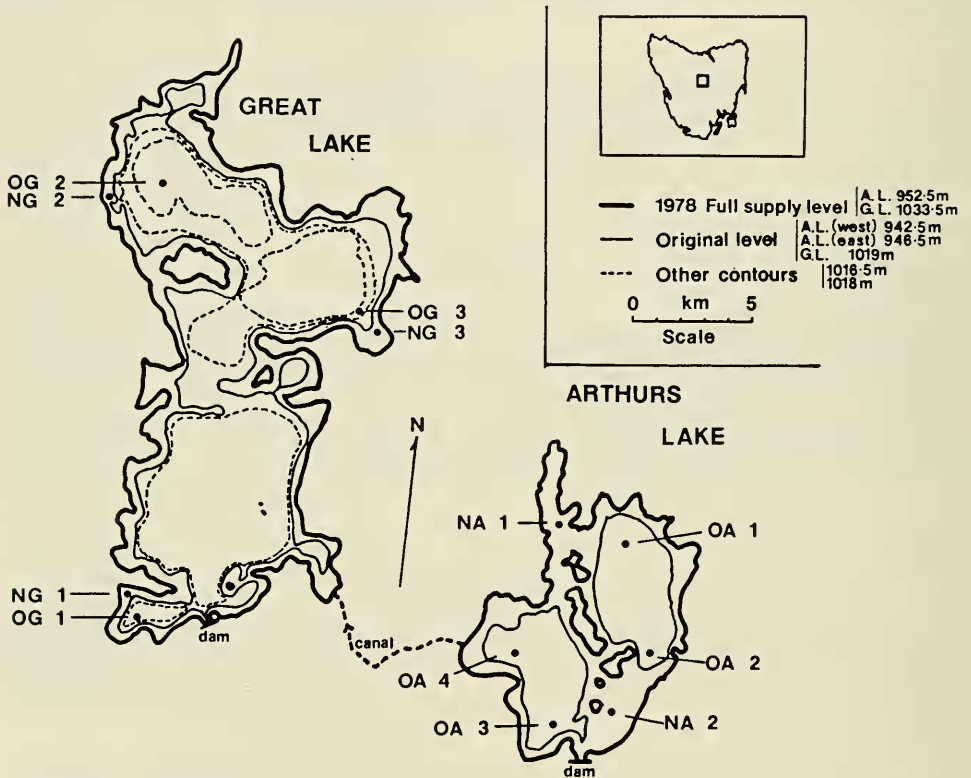 GREAT
LAKE
OG 2
NG 2
OG 3
NG 3
NG 1
OG 1
dam
canal
N
1978 Full supply level
A.L. 952·5m
G.L. 1033·5m
Original level
A.L.(west) 942·5m
A.L.(east) 946·5m
G.L. 1019m
Other contours
1016·5m
1018m
0 km 5
Scale
ARTHURS
LAKE
NA 1
OA 1
OA 4
OA 2
OA 3
NA 2
dam